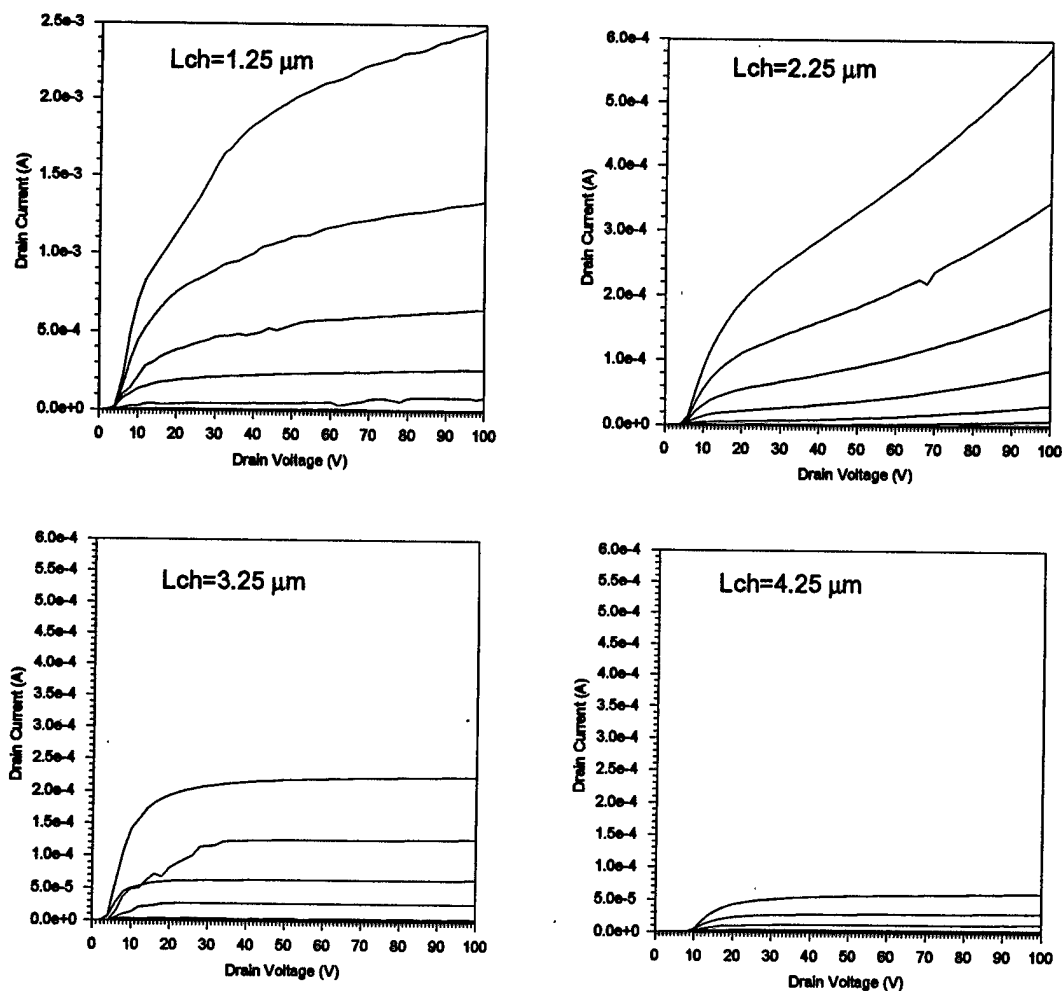 Lch=1.25 μm
2.5e-3
2.0e-3
1.5e-3
1.0e-3
5.0e-4
0.0e+0
Drain Current (A)
0 10 20 30 40 50 60 70 80 90 100
Drain Voltage (V)
Lch=2.25 μm
6.0e-4
5.0e-4
4.0e-4
3.0e-4
2.0e-4
1.0e-4
0.0e+0
Drain Current (A)
0 10 20 30 40 50 60 70 80 90 100
Drain Voltage (V)
Lch=3.25 μm
6.0e-4
5.5e-4
5.0e-4
4.5e-4
4.0e-4
3.5e-4
3.0e-4
2.5e-4
2.0e-4
1.5e-4
1.0e-4
5.0e-5
0.0e+0
Drain Current (A)
0 10 20 30 40 50 60 70 80 90 100
Drain Voltage (V)
Lch=4.25 μm
6.0e-4
5.5e-4
5.0e-4
4.5e-4
4.0e-4
3.5e-4
3.0e-4
2.5e-4
2.0e-4
1.5e-4
1.0e-4
5.0e-5
0.0e+0
Drain Current (A)
0 10 20 30 40 50 60 70 80 90 100
Drain Voltage (V)